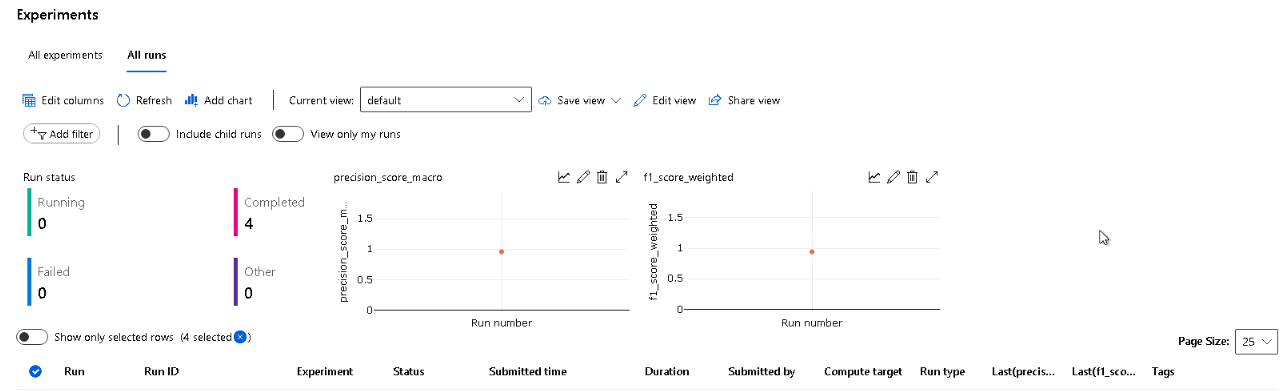 Experiments
All experiments All runs
Edit columns Refresh Add chart Current view: default Save view Edit view Share view
Add filter Include child runs View only my runs
Run status precision_score_macro f1_score_weighted
Running Completed
0 4
Failed Other
0 0
precision_score_m...
1.5
1
0.5
0
Run number
f1_score_weighted
1.5
1
0.5
0
Run number
Show only selected rows (4 selected )
Page Size: 25
Run Run ID Experiment Status Submitted time Duration Submitted by Compute target Run type Last(precis... Last(f1_sco... Tags